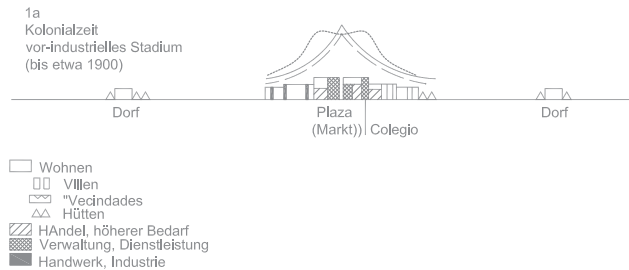 1a
Kolonialzeit
vor-industrielles Stadium
(bis etwa 1900)
Dorf
Plaza
Dorf
(Markt)) Colegio
Wohnen
VIllen
"Vecindades
Hütten
HAndel, höherer Bedarf
Verwaltung, Dienstleistung
Handwerk, Industrie